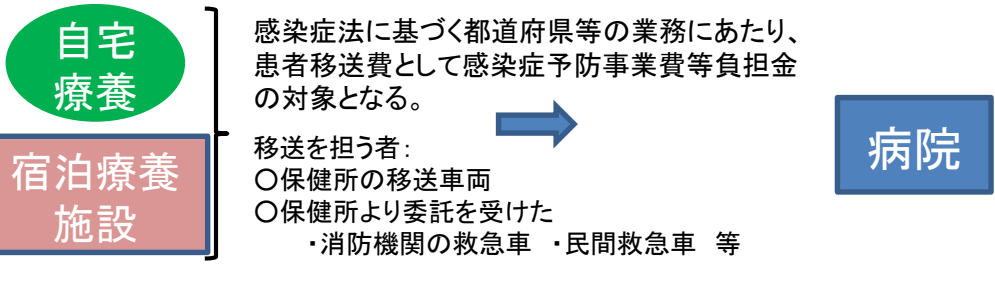 自宅
療養
宿泊療養
施設
感染症法に基づく都道府県等の業務にあたり、
患者移送費として感染症予防事業費等負担金
の対象となる。
移送を担う者：
○保健所の移送車両
○保健所より委託を受けた
・消防機関の救急車　・民間救急車　等
病院